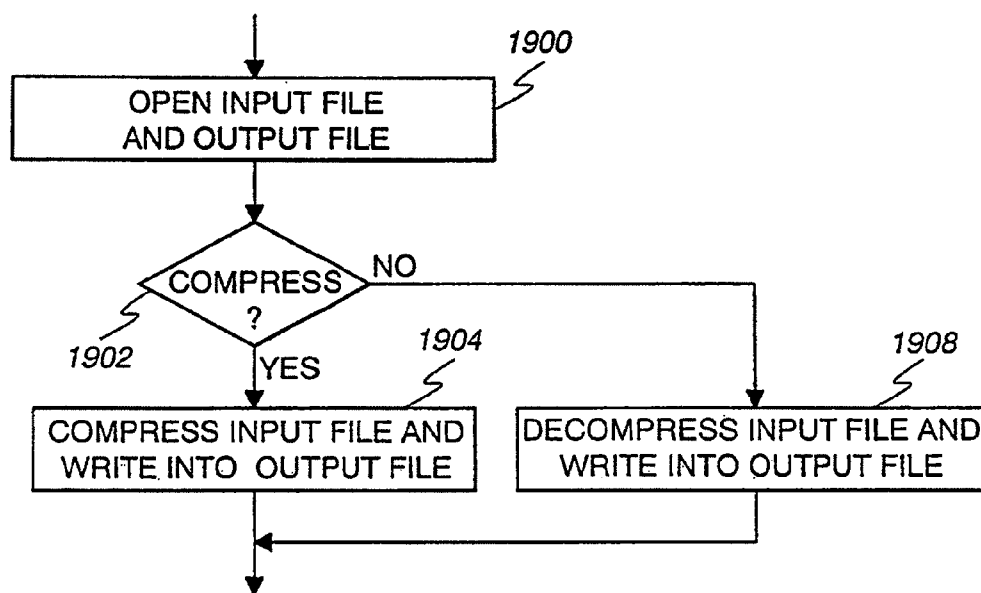 1900
OPEN INPUT FILE
AND OUTPUT FILE
COMPRESS
?
NO
1902
YES
1904
1908
COMPRESS INPUT FILE AND
WRITE INTO OUTPUT FILE
DECOMPRESS INPUT FILE AND
WRITE INTO OUTPUT FILE